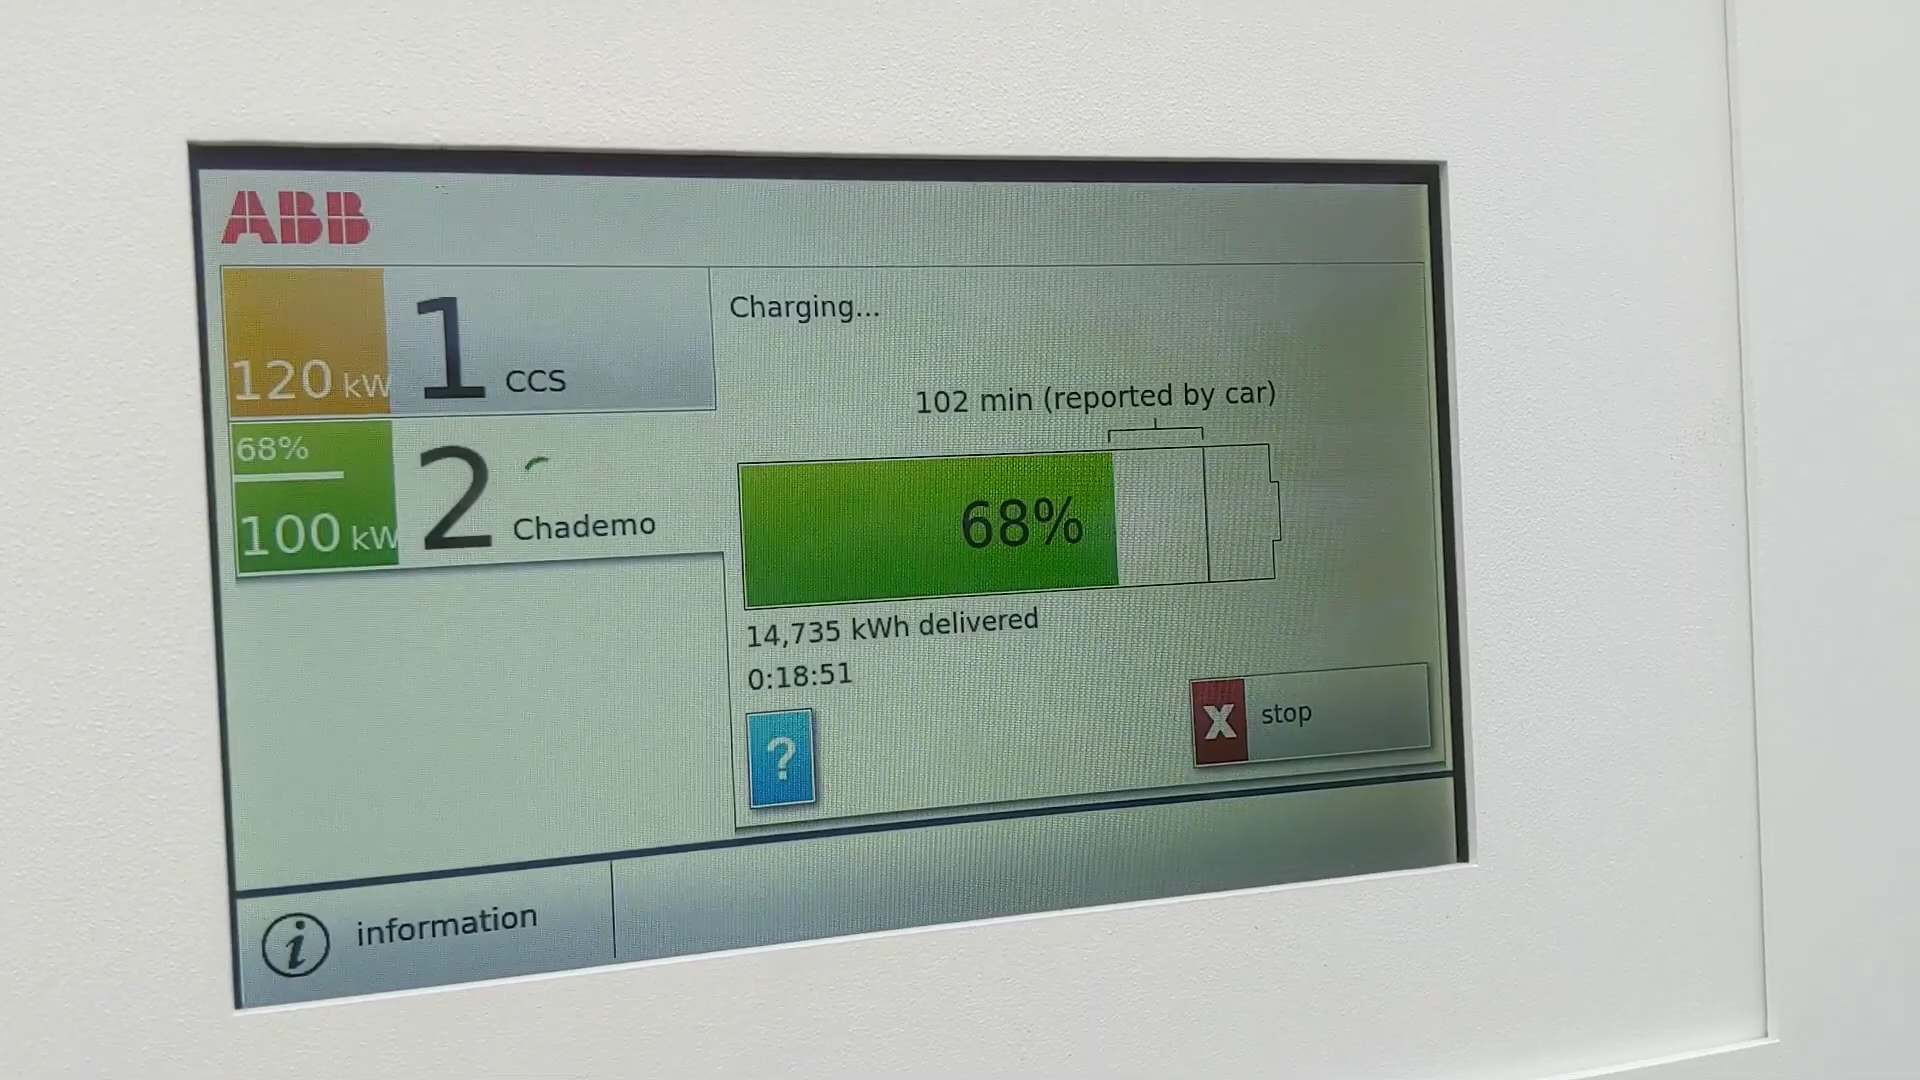 ABB
120 kW
1 CCS
68%
100 kW
2 Chademo
Charging...
102 min (reported by car)
68%
14,735 kWh delivered
0:18:51
?
X stop
i information